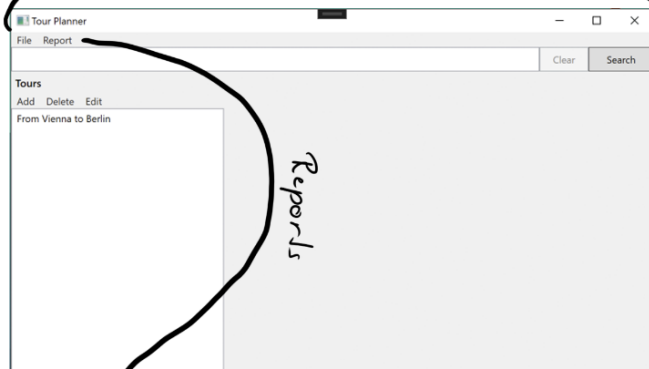 Tour Planner
File Report
Clear Search
Tours
Add Delete Edit
From Vienna to Berlin
Reports